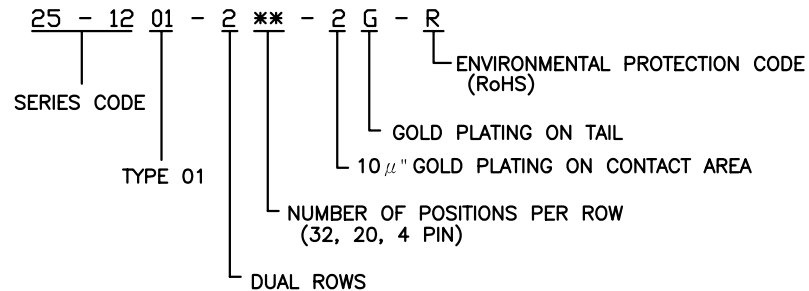 25 - 12 01 - 2 ** - 2 G - R
ENVIRONMENTAL PROTECTION CODE
(RoHS)
SERIES CODE
GOLD PLATING ON TAIL
10μ" GOLD PLATING ON CONTACT AREA
TYPE 01
NUMBER OF POSITIONS PER ROW
(32, 20, 4 PIN)
DUAL ROWS